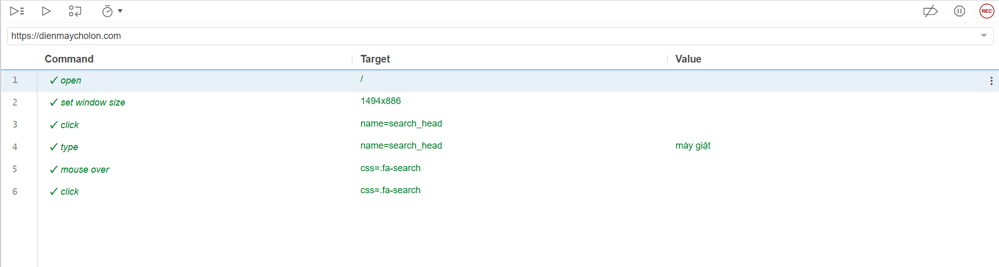 REC
https://dienmaycholon.com
Command Target Value
1 ✓ open /
2 ✓ set window size 1494x886
3 ✓ click name=search_head
4 ✓ type name=search_head máy giặt
5 ✓ mouse over css=.fa-search
6 ✓ click css=.fa-search